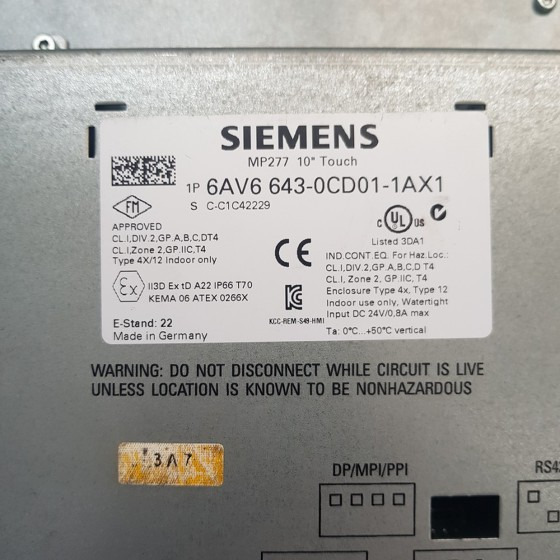 SIEMENS
MP277 10" Touch
1P 6AV6 643-0CD01-1AX1
S C-C1C42229
FM
APPROVED
CL.I,DIV.2,GP.A,B,C,DT4
CL.I,Zone 2,GP.IIC,T4
Type 4X/12 Indoor only
Ex
II3D Ex tD A22 IP66 T70
KEMA 06 ATEX 0266X
E-Stand: 22
Made in Germany
CE
KCC-REM-S49-HMI
c UL US
Listed 3DA1
IND.CONT.EQ. For Haz.Loc.:
CL.I, DIV.2, GP.A,B,C,D T4
CL.I, Zone 2, GP.IIC, T4
Enclosure Type 4x, Type 12
Indoor use only, Watertight
Input DC 24V/0,8A max
Ta: 0°C...+50°C vertical
WARNING: DO NOT DISCONNECT WHILE CIRCUIT IS LIVE
UNLESS LOCATION IS KNOWN TO BE NONHAZARDOUS
3A7
DP/MPI/PPI